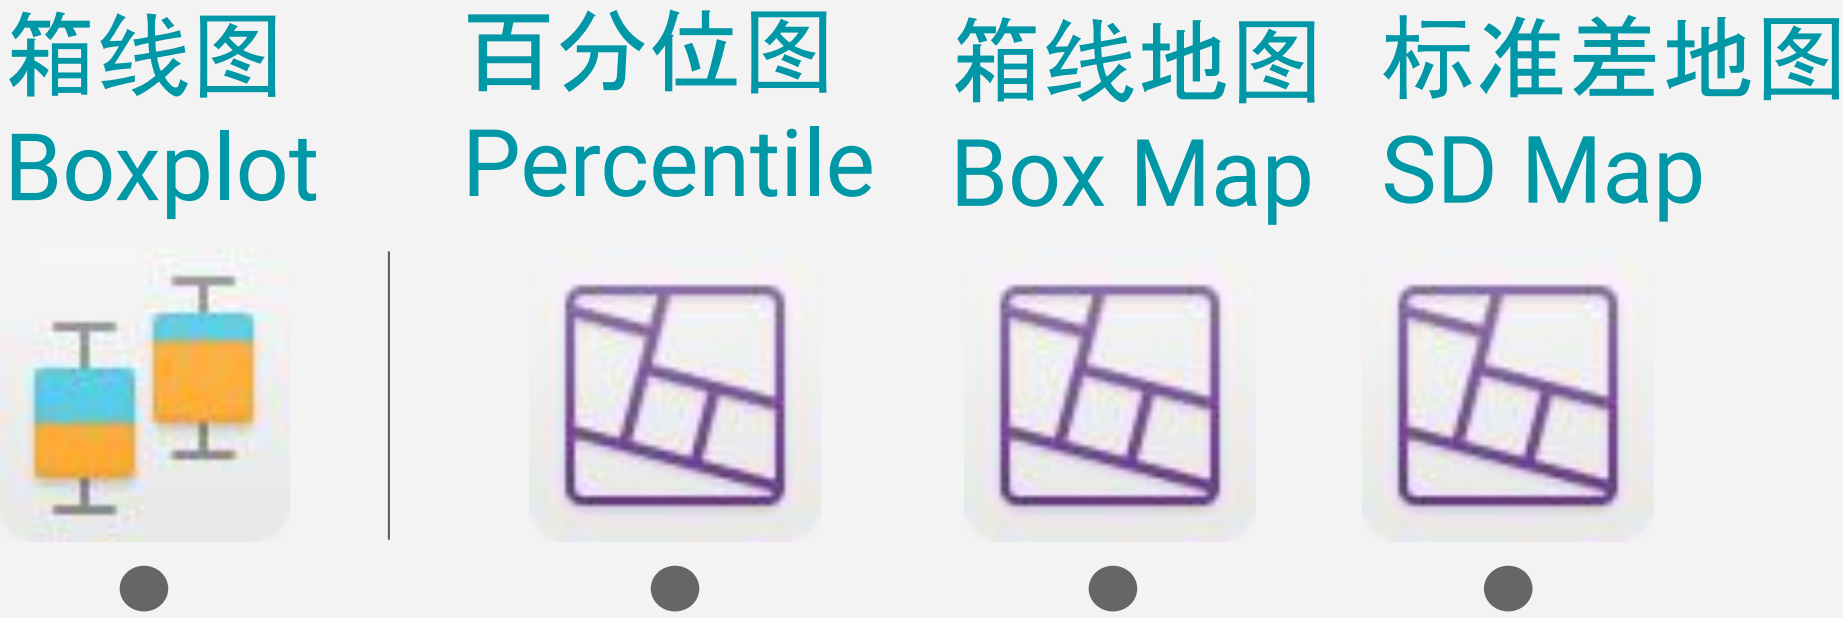 箱线图
Boxplot
百分位图
Percentile
箱线地图
Box Map
标准差地图
SD Map